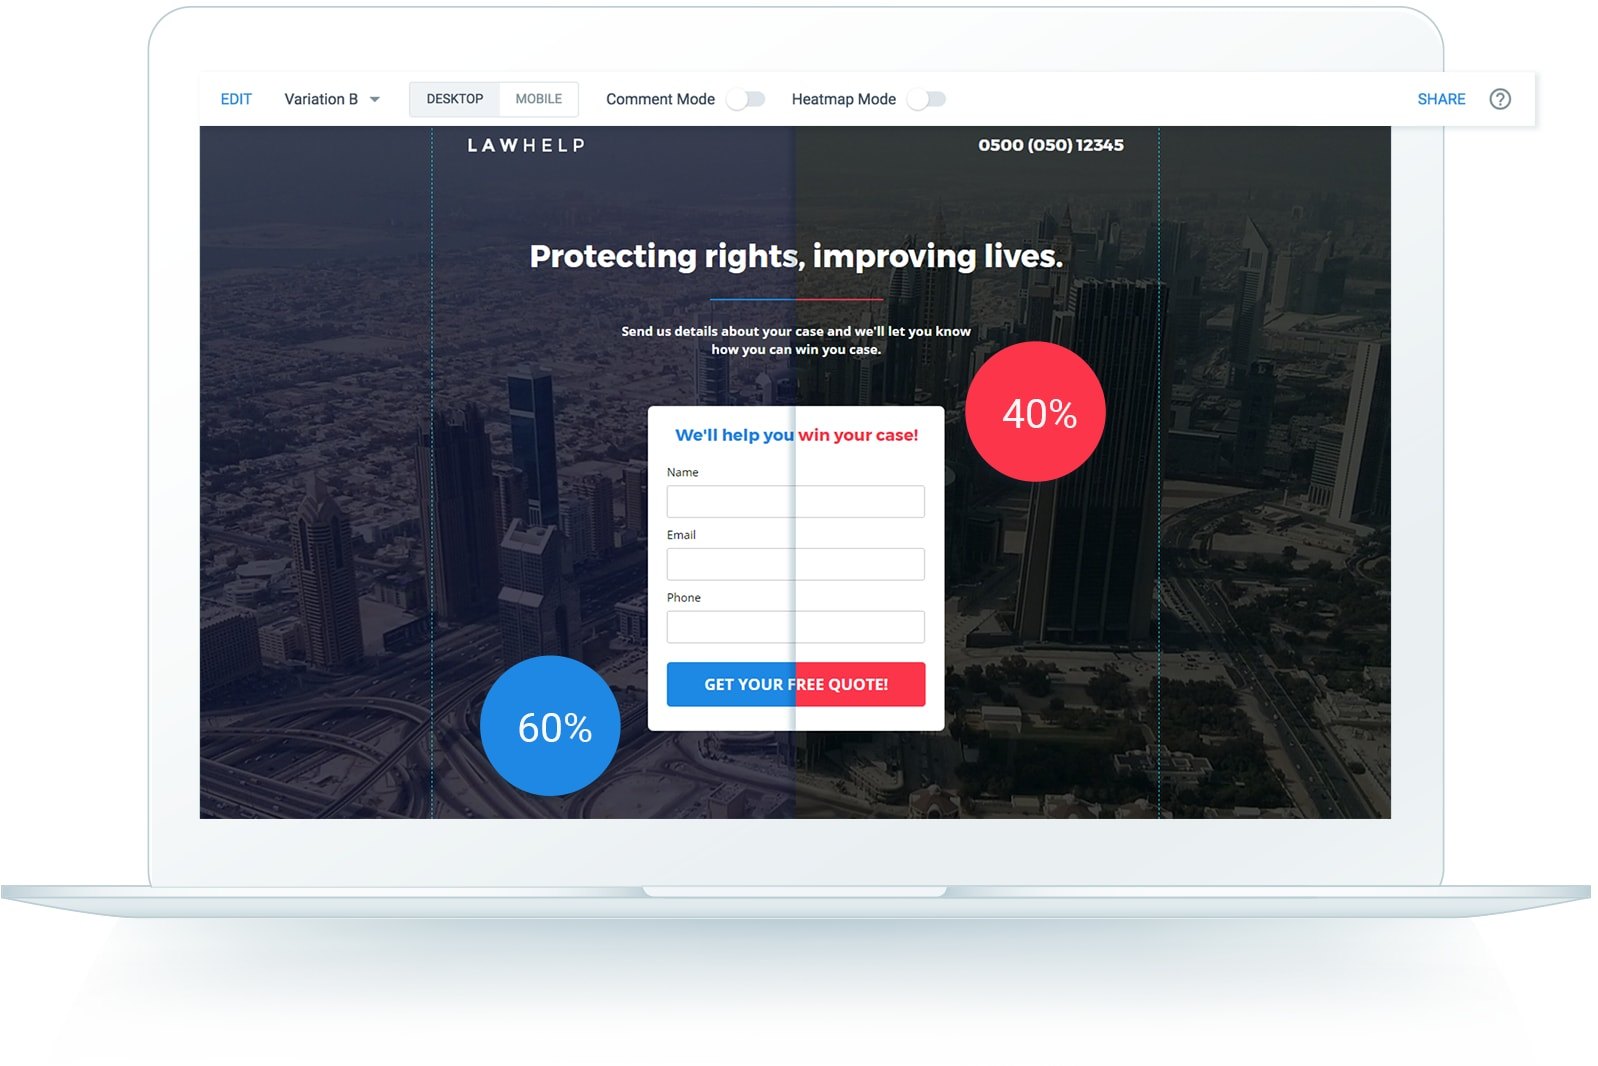 EDIT Variation B DESKTOP MOBILE Comment Mode Heatmap Mode SHARE ?
LAWHELP 0500 (050) 12345
Protecting rights, improving lives.
Send us details about your case and we'll let you know
how you can win you case.
40%
We'll help you win your case!
Name
Email
Phone
GET YOUR FREE QUOTE!
60%